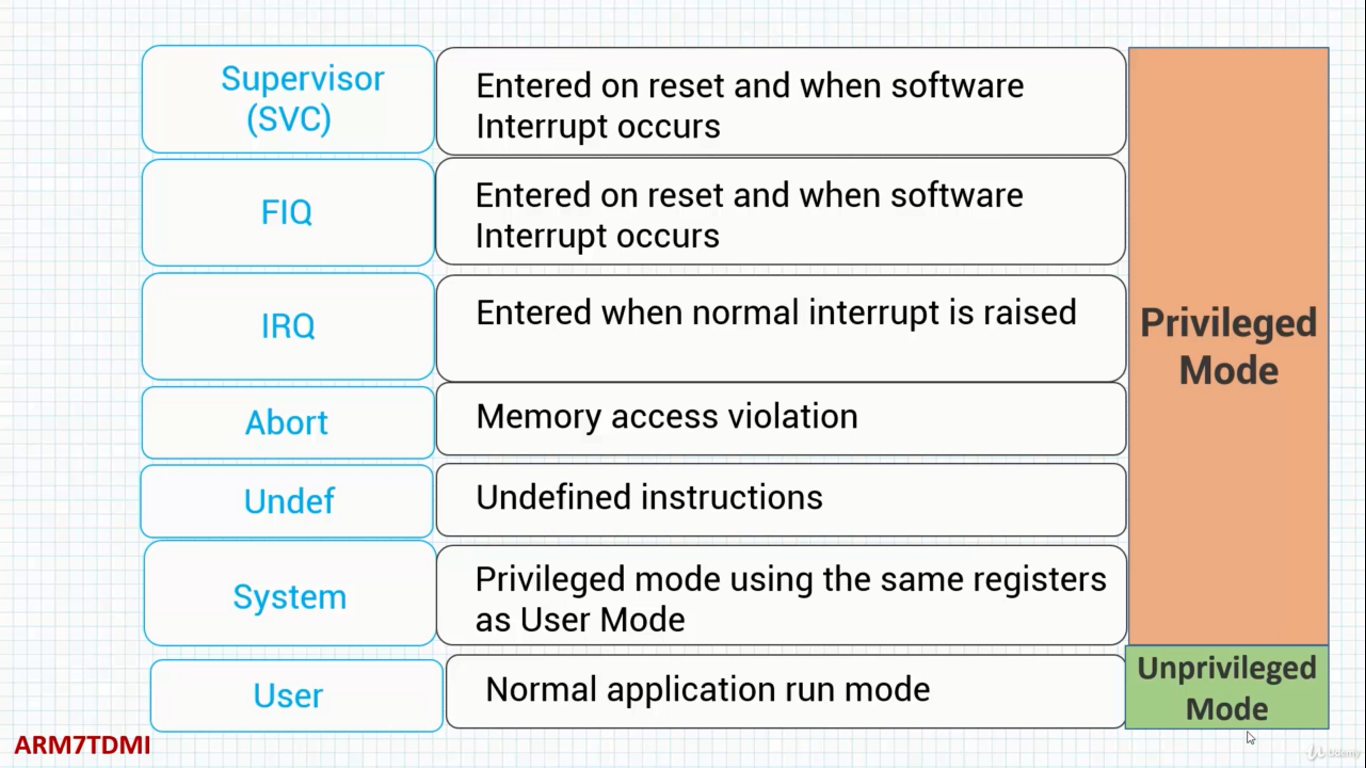 Supervisor
(SVC)
Entered on reset and when software
Interrupt occurs
FIQ
Entered on reset and when software
Interrupt occurs
IRQ
Entered when normal interrupt is raised
Abort
Memory access violation
Undef
Undefined instructions
System
Privileged mode using the same registers
as User Mode
User
Normal application run mode
Privileged
Mode
Unprivileged
Mode
ARM7TDMI
Udemy